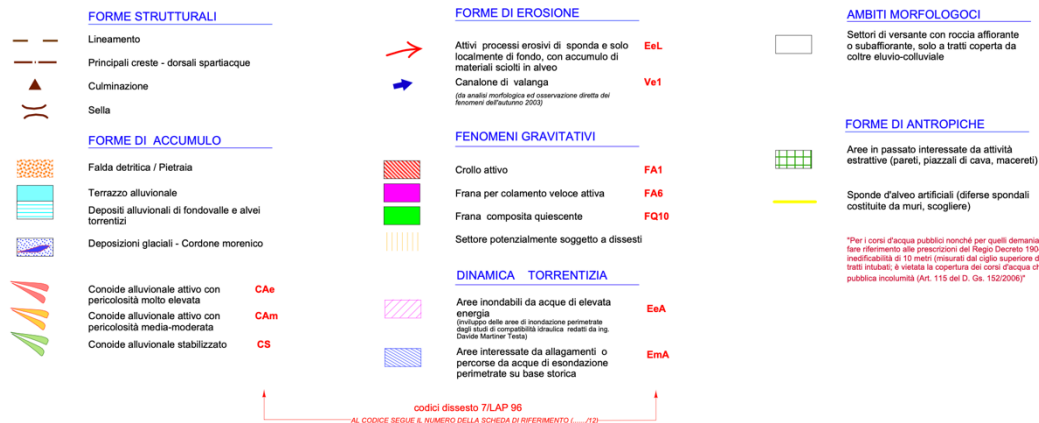 FORME STRUTTURALI
Lineamento
Principali creste - dorsali spartiacque
Culminazione
Sella
FORME DI ACCUMULO
Falda detritica / Pietraia
Terrazzo alluvionale
Depositi alluvionali di fondovalle e alvei
torrentizi
Deposizioni glaciali - Cordone morenico
Conoide alluvionale attivo con
pericolosità molto elevata
CAe
Conoide alluvionale attivo con
pericolosità media-moderata
CAm
Conoide alluvionale stabilizzato
CS
FORME DI EROSIONE
Attivi processi erosivi di sponda e solo
localmente di fondo, con accumulo di
materiali sciolti in alveo
EeL
Canalone di valanga
Ve1
(da analisi morfologica ed osservazione diretta dei
fenomeni dell'autunno 2003)
FENOMENI GRAVITATIVI
Crollo attivo
FA1
Frana per colamento veloce attiva
FA6
Frana composita quiescente
FQ10
Settore potenzialmente soggetto a dissesti
DINAMICA TORRENTIZIA
Aree inondabili da acque di elevata
energia
EeA
(inviluppo delle aree di inondazione perimetrate
dagli studi di compatibilità idraulica redatti da ing.
Davide Martiner Testa)
Aree interessate da allagamenti o
percorse da acque di esondazione
perimetrate su base storica
EmA
codici dissesto 7/LAP 96
AL CODICE SEGUE IL NUMERO DELLA SCHEDA DI RIFERIMENTO (....../12)
AMBITI MORFOLOGOCI
Settori di versante con roccia affiorante
o subaffiorante, solo a tratti coperta da
coltre eluvio-colluviale
FORME DI ANTROPICHE
Aree in passato interessate da attività
estrattive (pareti, piazzali di cava, macereti)
Sponde d'alveo artificiali (diferse spondali
costituite da muri, scogliere)
"Per i corsi d'acqua pubblici nonché per quelli demania
fare riferimento alle prescrizioni del Regio Decreto 190
inedificabilità di 10 metri (misurati dal ciglio superiore d
tratti intubati; è vietata la copertura dei corsi d'acqua ch
pubblica incolumità (Art. 115 del D. Gs. 152/2006)"